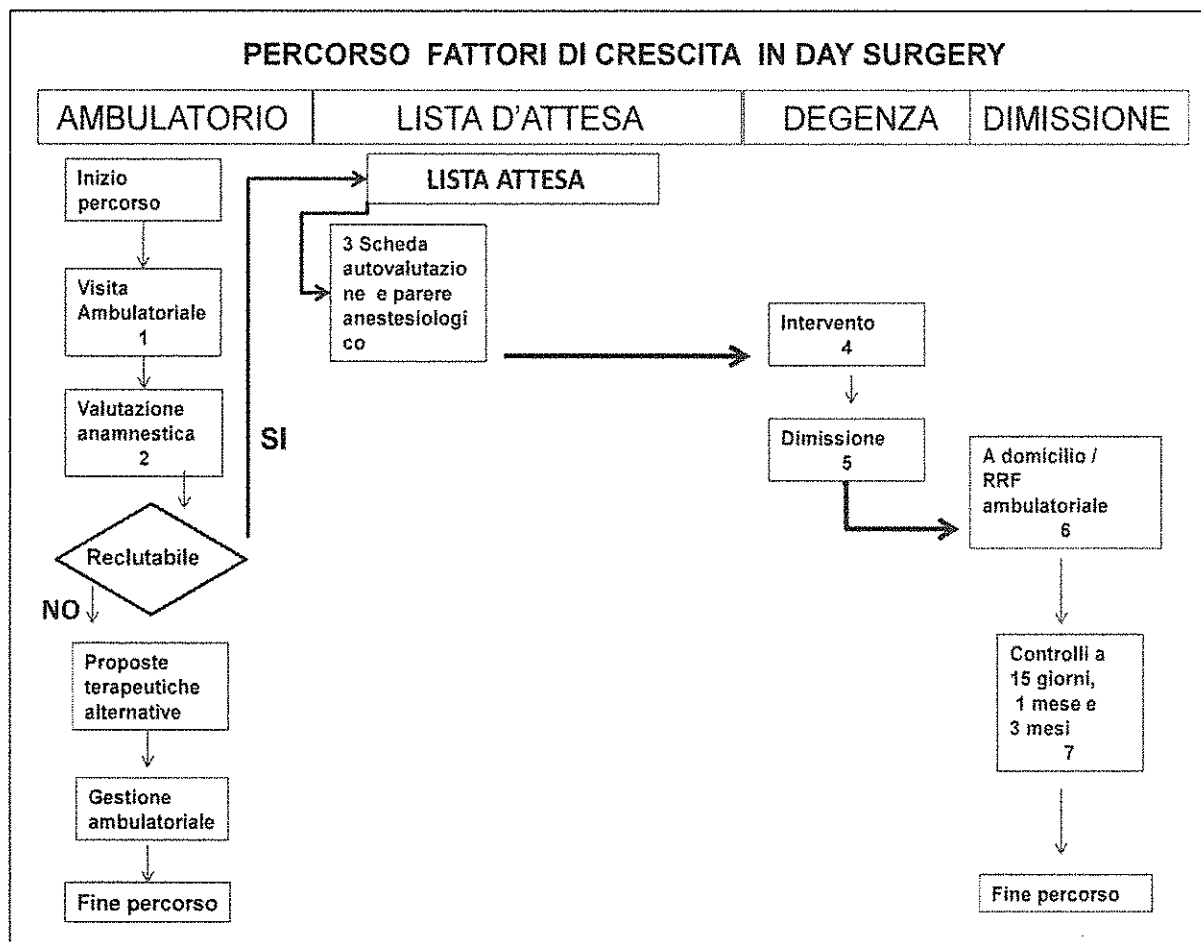 PERCORSO FATTORI DI CRESCITA IN DAY SURGERY
AMBULATORIO
LISTA D'ATTESA
DEGENZA
DIMISSIONE
Inizio
percorso
Visita
Ambulatoriale
1
Valutazione
anamnestica
2
Reclutabile
SI
NO
Proposte
terapeutiche
alternative
Gestione
ambulatoriale
Fine percorso
LISTA ATTESA
3 Scheda
autovalutazio
ne e parere
anestesiologi
co
Intervento
4
Dimissione
5
A domicilio /
RRF
ambulatoriale
6
Controlli a
15 giorni,
1 mese e
3 mesi
7
Fine percorso